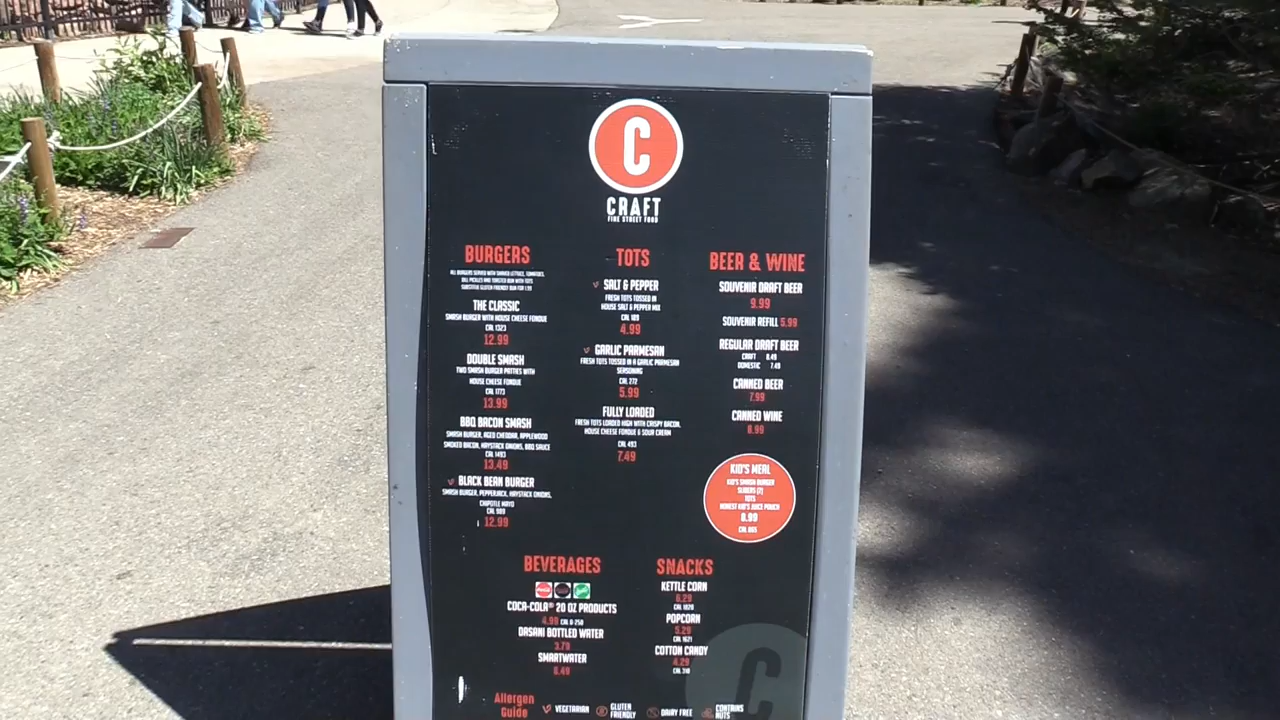 C
CRAFT
FINE STREET FOOD
BURGERS
ALL BURGERS SERVED WITH SHAVED LETTUCE, TOMATOES,
DILL PICKLES AND TOASTED BUN WITH TOTS
SUBSTITUTE GLUTEN FRIENDLY BUN FOR 1.99
THE CLASSIC
SMASH BURGER WITH HOUSE CHEESE FONDUE
CAL 1323
12.99
DOUBLE SMASH
TWO SMASH BURGER PATTIES WITH
HOUSE CHEESE FONDUE
CAL 1773
13.99
BBQ BACON SMASH
SMASH BURGER, AGED CHEDDAR, APPLEWOOD
SMOKED BACON, HAYSTACK ONIONS, BBQ SAUCE
CAL 1493
13.49
BLACK BEAN BURGER
SMASH BURGER, PEPPERJACK, HAYSTACK ONIONS,
CHIPOTLE MAYO
CAL 989
12.99
TOTS
SALT & PEPPER
FRESH TOTS TOSSED IN
HOUSE SALT & PEPPER MIX
CAL 189
4.99
GARLIC PARMESAN
FRESH TOTS TOSSED IN A GARLIC PARMESAN
SEASONING
CAL 272
5.99
FULLY LOADED
FRESH TOTS LOADED HIGH WITH CRISPY BACON,
HOUSE CHEESE FONDUE & SOUR CREAM
CAL 493
7.49
BEER & WINE
SOUVENIR DRAFT BEER
9.99
SOUVENIR REFILL 5.99
REGULAR DRAFT BEER
CRAFT 8.49
DOMESTIC 7.49
CANNED BEER
7.99
CANNED WINE
8.99
KID'S MEAL
KID'S SMASH BURGER
SLIDERS (2)
TOTS
HONEST KID'S JUICE POUCH
8.99
CAL 865
BEVERAGES
COCA-COLA® 20 OZ PRODUCTS
4.99 CAL 0-250
DASANI BOTTLED WATER
3.79
SMARTWATER
6.49
SNACKS
KETTLE CORN
6.29
CAL 1020
POPCORN
5.29
CAL 1621
COTTON CANDY
4.29
CAL 310
C
Allergen
Guide
VEGETARIAN
GLUTEN
FRIENDLY
DAIRY FREE
CONTAINS
NUTS